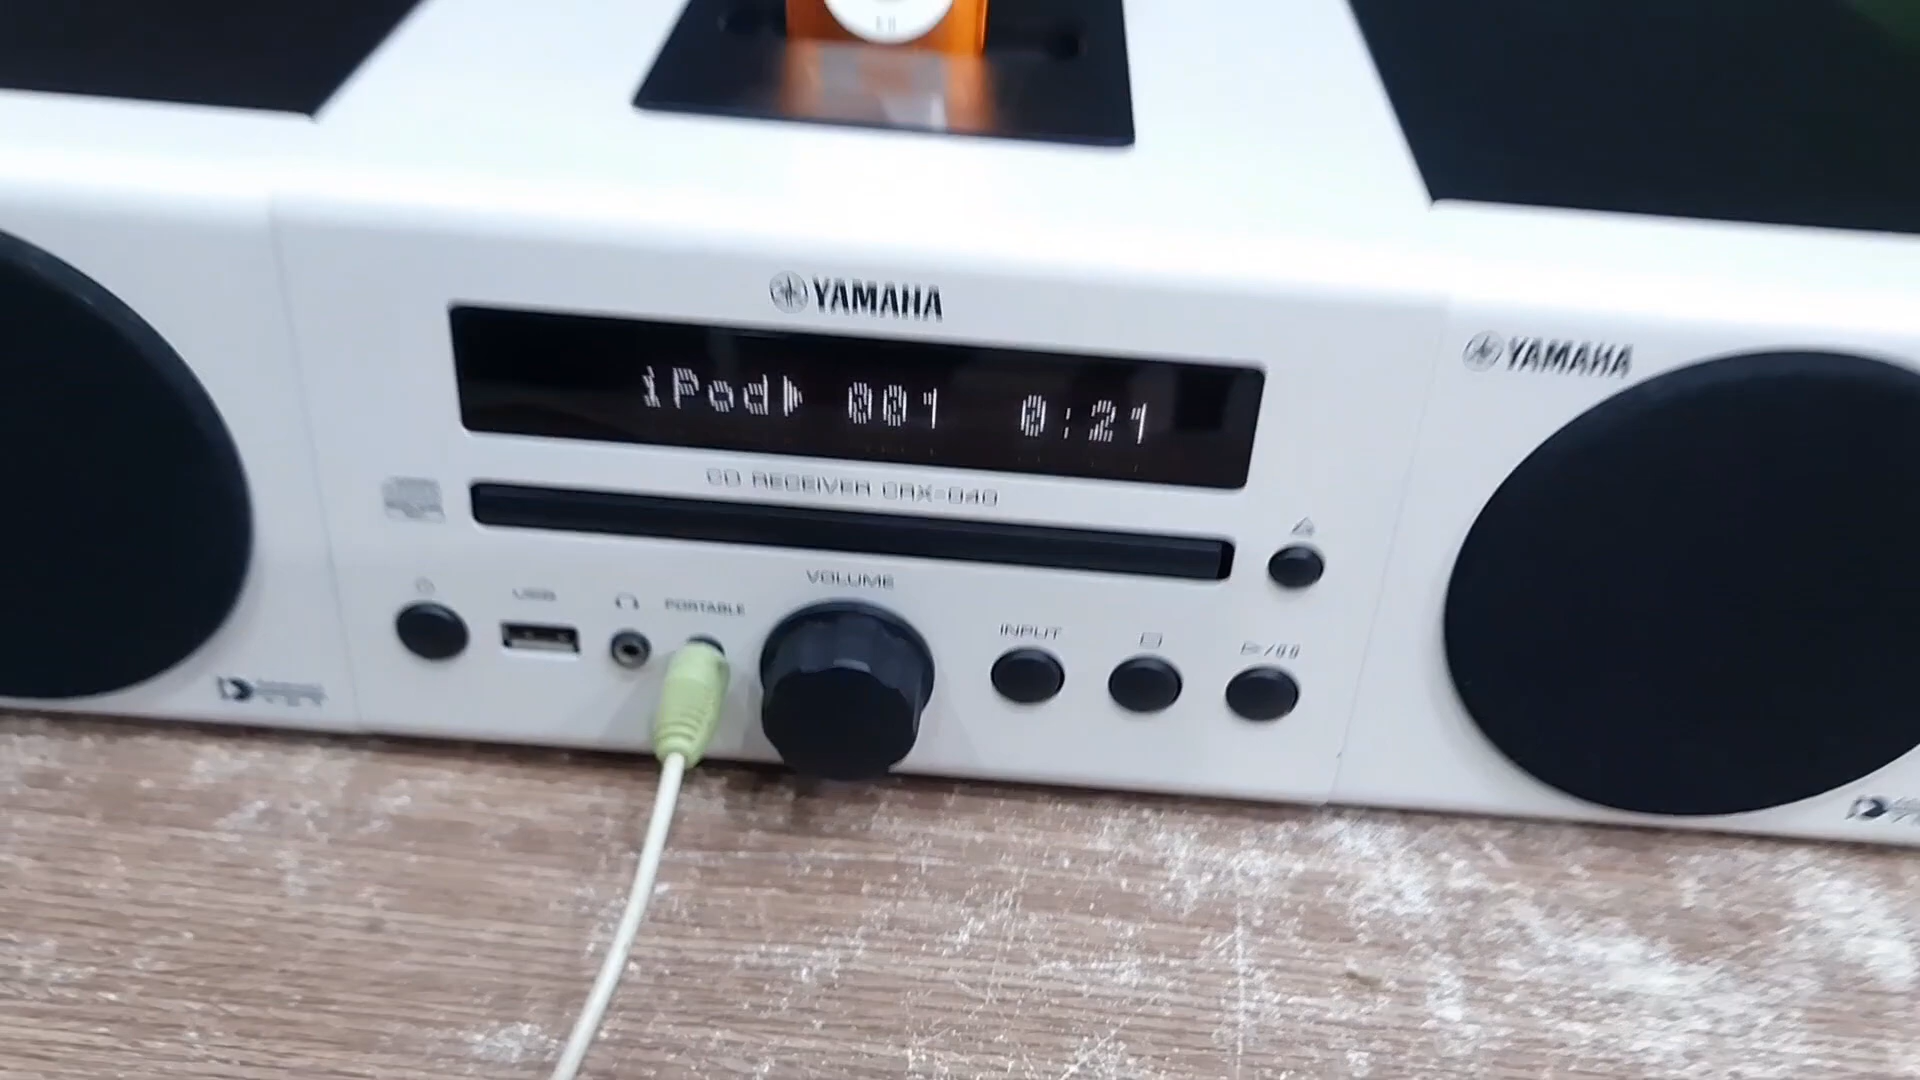 YAMAHA
YAMAHA
iPod 001 0:21
CD RECEIVER CRX-040
VOLUME
USB
PORTABLE
INPUT